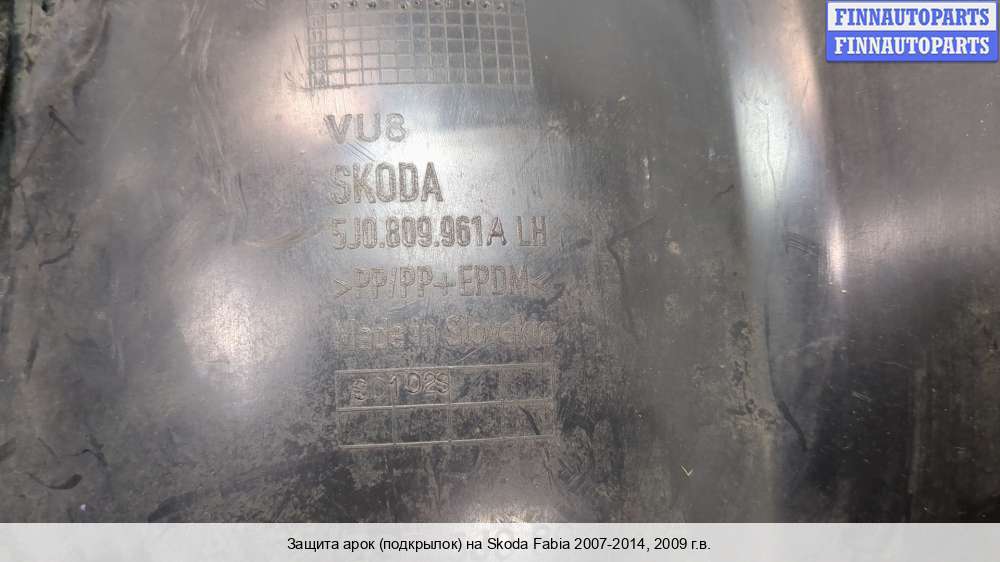 FINNAUTOPARTS
FINNAUTOPARTS
VU8
SKODA
5J0.809.961A LH
>PP/PP+EPDM<
Made in Slovakia
Защита арок (подкрылок) на Skoda Fabia 2007-2014, 2009 г.в.